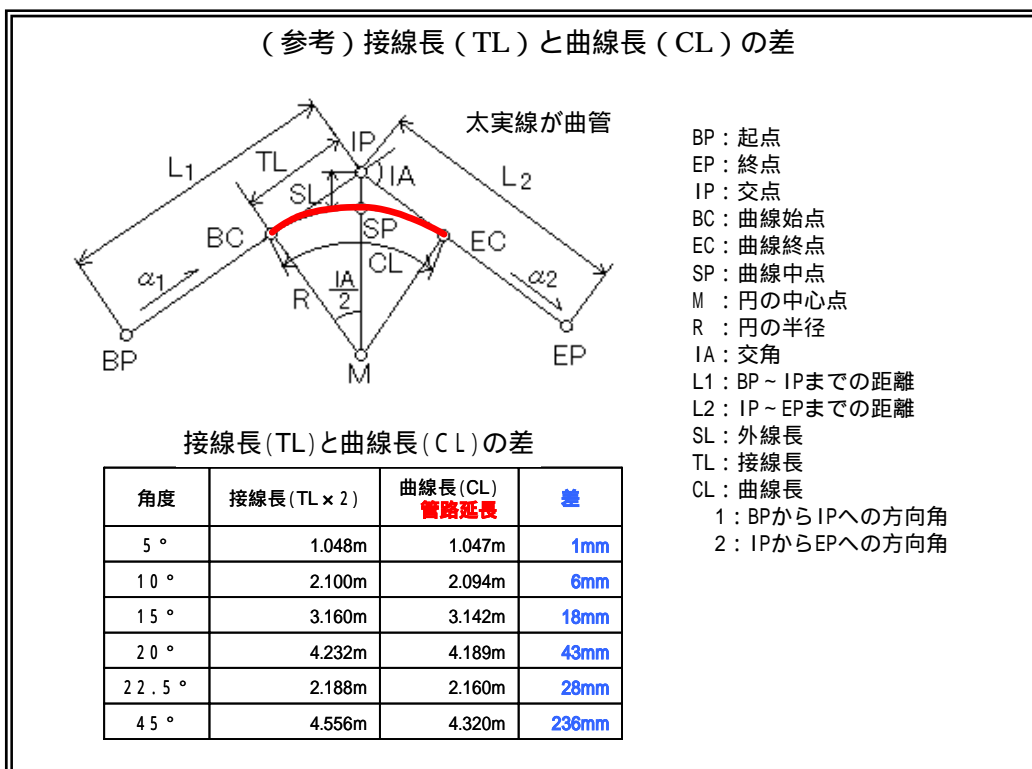 (参考)接線長(TL)と曲線長(CL)の差
太実線が曲管
IP
L1
TL
IA
L2
SL
BC
SP
EC
CL
α1
R
IA
2
α2
BP
M
EP
BP:起点
EP:終点
IP:交点
BC:曲線始点
EC:曲線終点
SP:曲線中点
M :円の中心点
R :円の半径
IA:交角
L1:BP~IPまでの距離
L2:IP~EPまでの距離
SL:外線長
TL:接線長
CL:曲線長
1:BPからIPへの方向角
2:IPからEPへの方向角
接線長(TL)と曲線長(CL)の差
角度 接線長(TL×2) 曲線長(CL) 差
管路延長
5° 1.048m 1.047m 1mm
10° 2.100m 2.094m 6mm
15° 3.160m 3.142m 18mm
20° 4.232m 4.189m 43mm
22.5° 2.188m 2.160m 28mm
45° 4.556m 4.320m 236mm